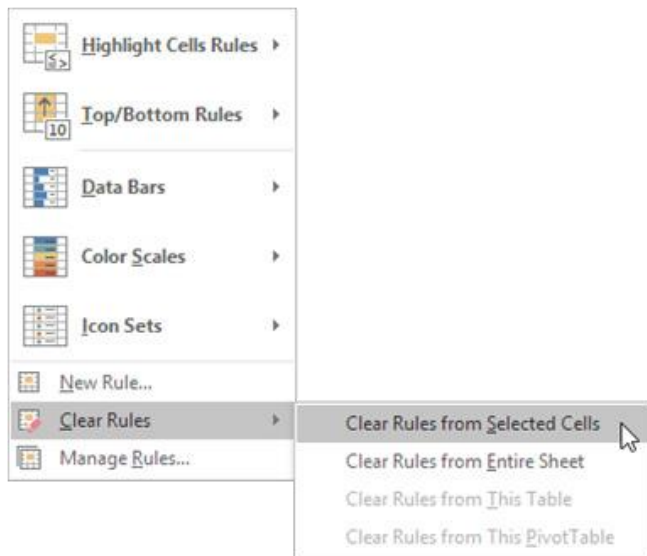 Highlight Cells Rules
≤ >
Top/Bottom Rules
10
Data Bars
Color Scales
Icon Sets
New Rule...
Clear Rules
Clear Rules from Selected Cells
Manage Rules...
Clear Rules from Entire Sheet
Clear Rules from This Table
Clear Rules from This PivotTable